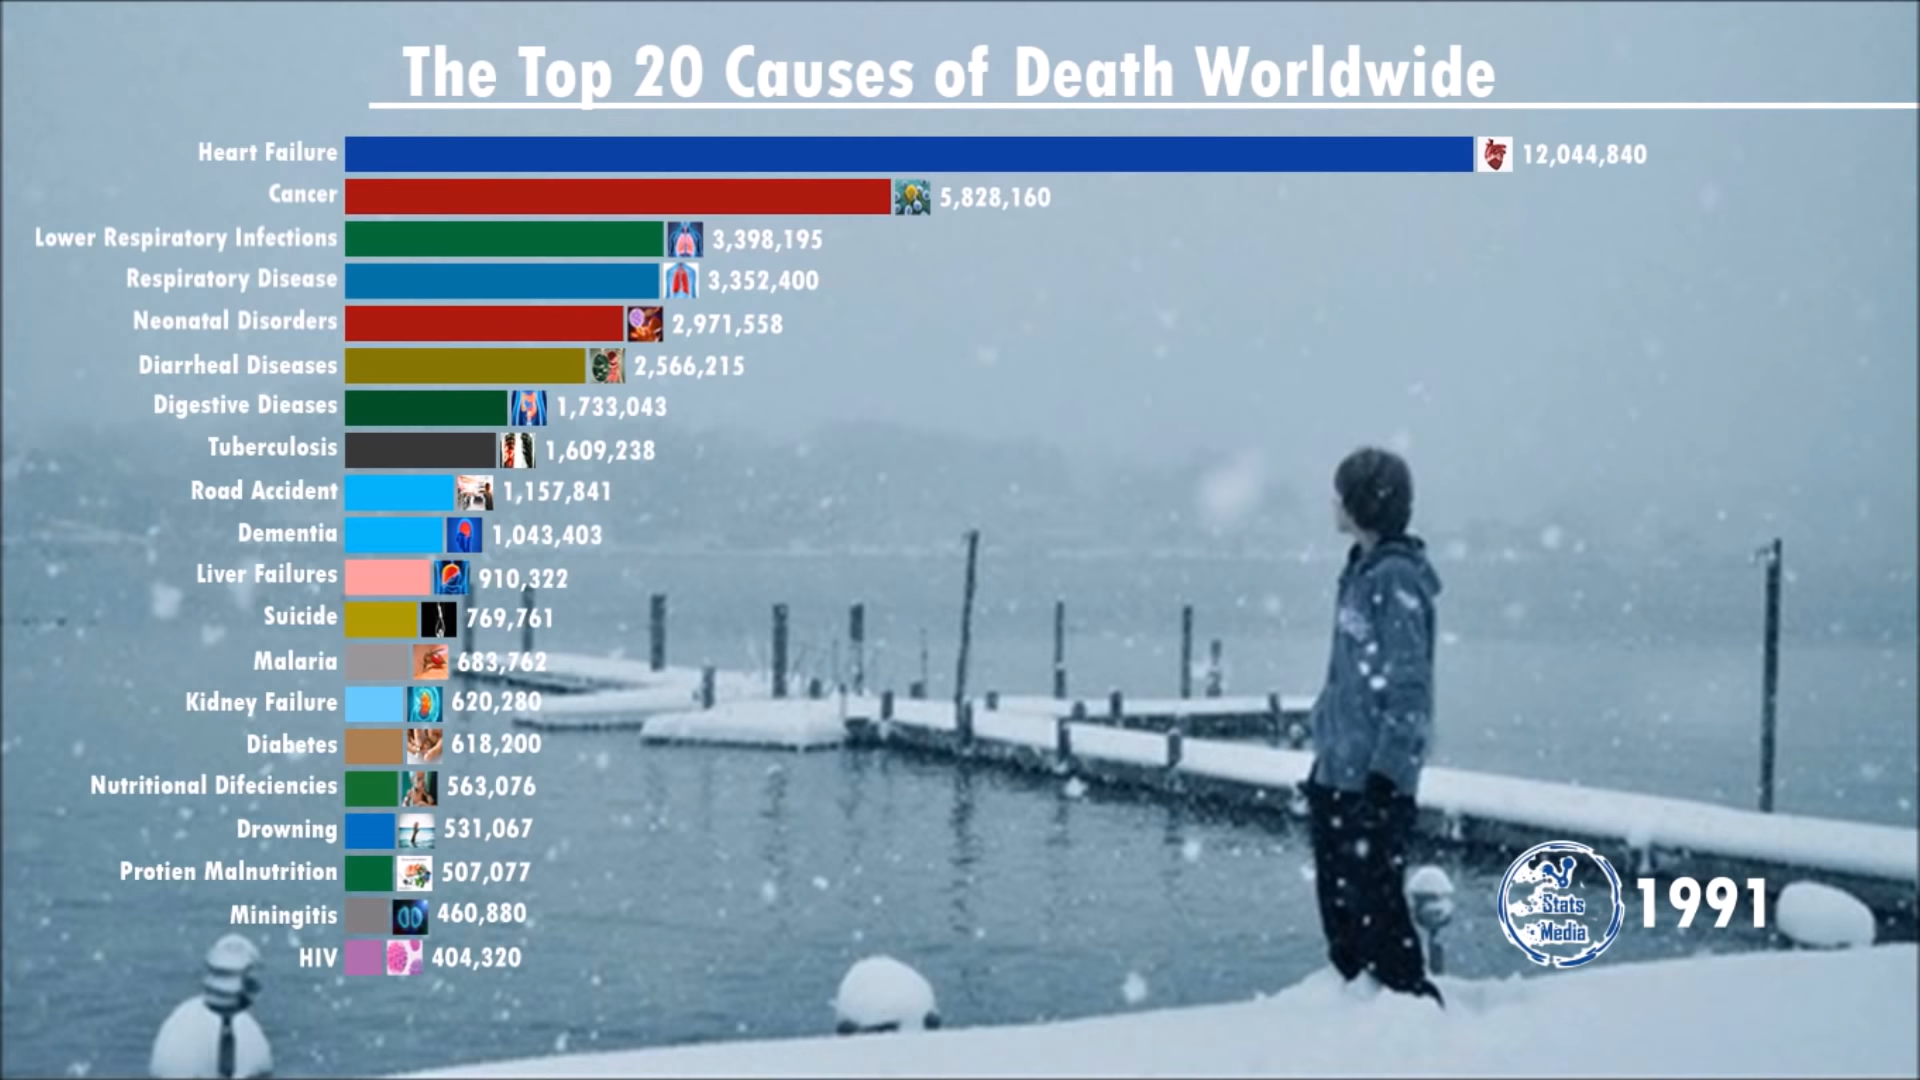 The Top 20 Causes of Death Worldwide
Heart Failure 12,044,840
Cancer 5,828,160
Lower Respiratory Infections 3,398,195
Respiratory Disease 3,352,400
Neonatal Disorders 2,971,558
Diarrheal Diseases 2,566,215
Digestive Dieases 1,733,043
Tuberculosis 1,609,238
Road Accident 1,157,841
Dementia 1,043,403
Liver Failures 910,322
Suicide 769,761
Malaria 683,762
Kidney Failure 620,280
Diabetes 618,200
Nutritional Difeciencies 563,076
Drowning 531,067
Protien Malnutrition 507,077
Miningitis 460,880
HIV 404,320
Stats
Media
1991